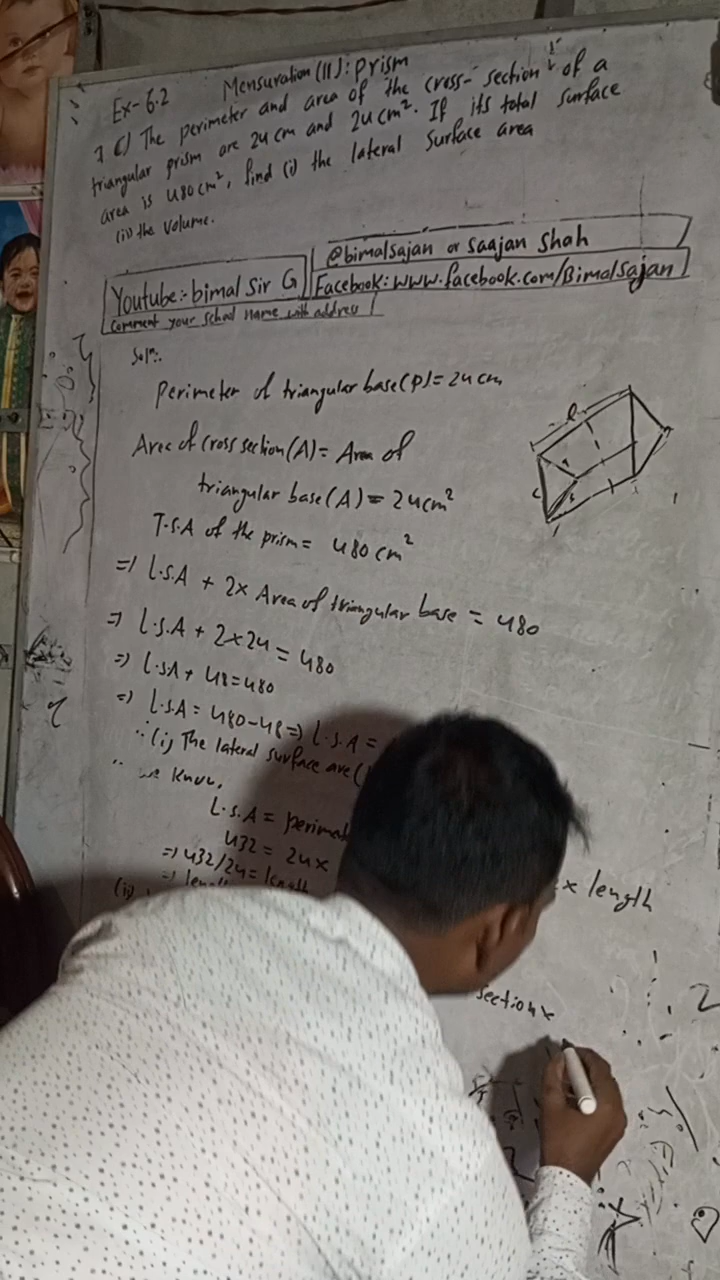 Ex-6.2 Mensuration (II): prism
7 c) The perimeter and area of the cross-section of a
triangular prism are 24 cm and 24 cm². If its total surface
area is 480 cm², find (i) the lateral surface area
(ii) the volume.
Youtube:- bimal Sir G
@bimalsajan or saajan shah
Facebook: www.facebook.com/Bimalsajan
comment your school name with address
Solⁿ:.
Perimeter of triangular base (P) = 24 cm
Area of cross section (A) = Area of
triangular base (A) = 24 cm²
T.S.A of the prism = 480 cm²
=> L.S.A + 2x Area of triangular base = 480
=> L.S.A + 2x24 = 480
=> L.S.A + 48 = 480
=> L.S.A = 480-48 => L.S.A =
∴ (i) The lateral surface are(
∵ we know,
L.S.A = perimet
x length
432 = 24x
=> 432/24 = length
=> len
(ii)
section x